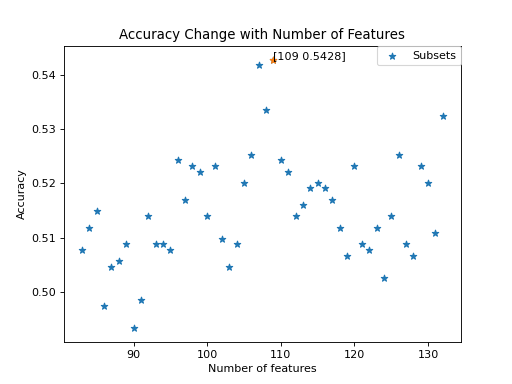 Accuracy Change with Number of Features
[109 0.5428]
Subsets
0.54
0.53
0.52
0.51
0.50
Accuracy
90
100
110
120
130
Number of features